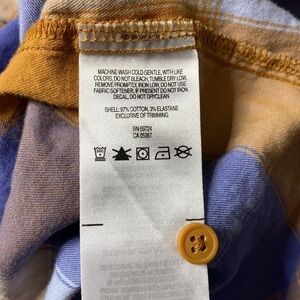 MACHINE WASH COLD GENTLE, WITH LIKE
COLORS, DO NOT BLEACH, TUMBLE DRY LOW,
REMOVE PROMPTLY, IRON LOW, DO NOT USE
FABRIC SOFTENER, IF PRESENT DO NOT IRON
DECAL, DO NOT DRYCLEAN
SHELL: 97% COTTON, 3% ELASTANE
EXCLUSIVE OF TRIMMING
RN 69724
CA 05367